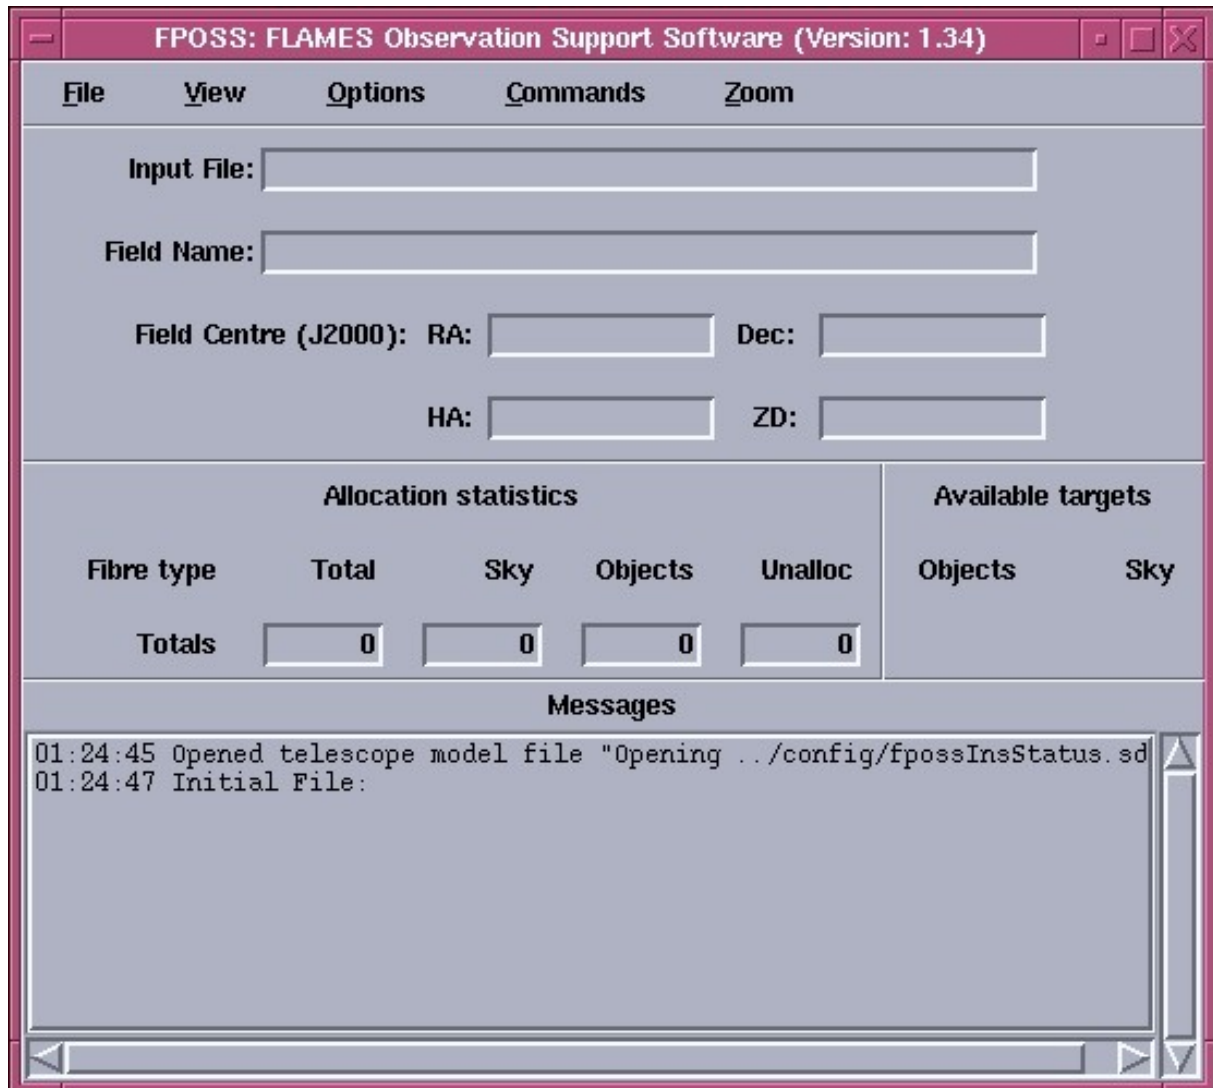 FPOSS: FLAMES Observation Support Software (Version: 1.34)
File View Options Commands Zoom
Input File:
Field Name:
Field Centre (J2000): RA: Dec:
HA: ZD:
Allocation statistics Available targets
Fibre type Total Sky Objects Unalloc Objects Sky
Totals 0 0 0 0
Messages
01:24:45 Opened telescope model file "Opening ../config/fpossInsStatus.sd
01:24:47 Initial File: